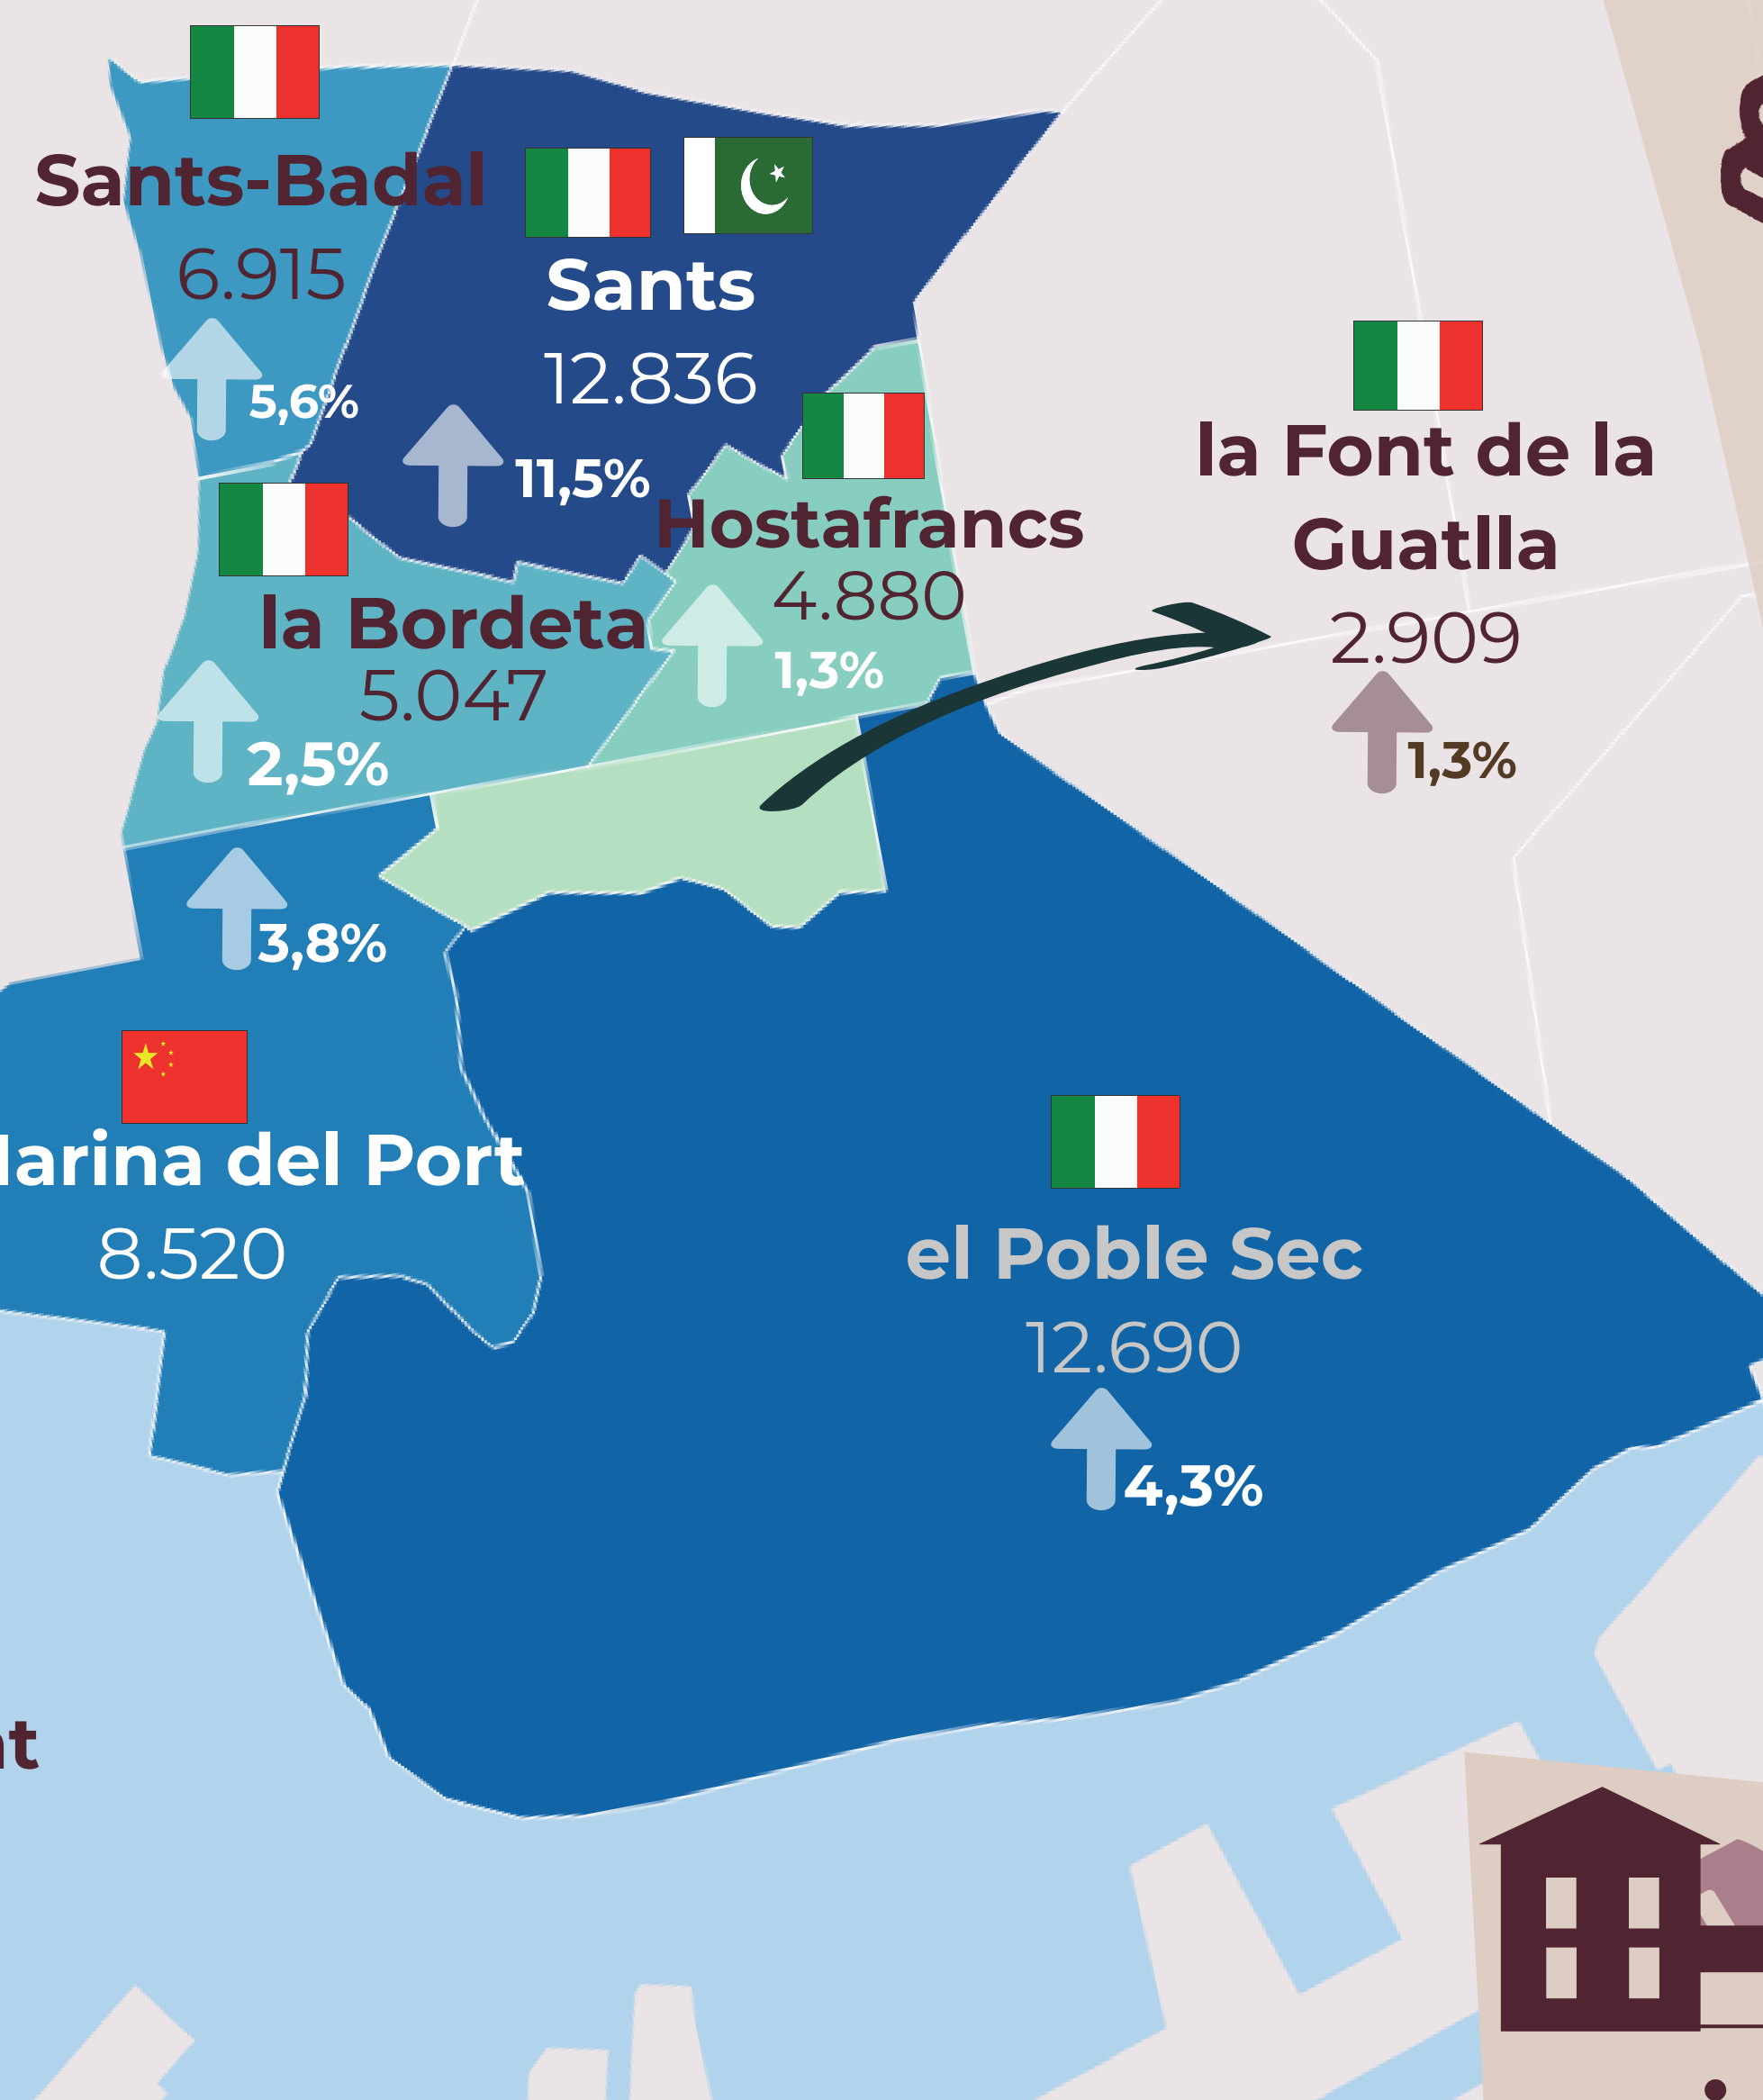 Sants-Badal
6.915
5,6%
Sants
12.836
11,5%
Hostafrancs
4.880
1,3%
la Font de la
Guatlla
2.909
1,3%
la Bordeta
5.047
2,5%
3,8%
del Port
8.520
el Poble Sec
12.690
4,3%